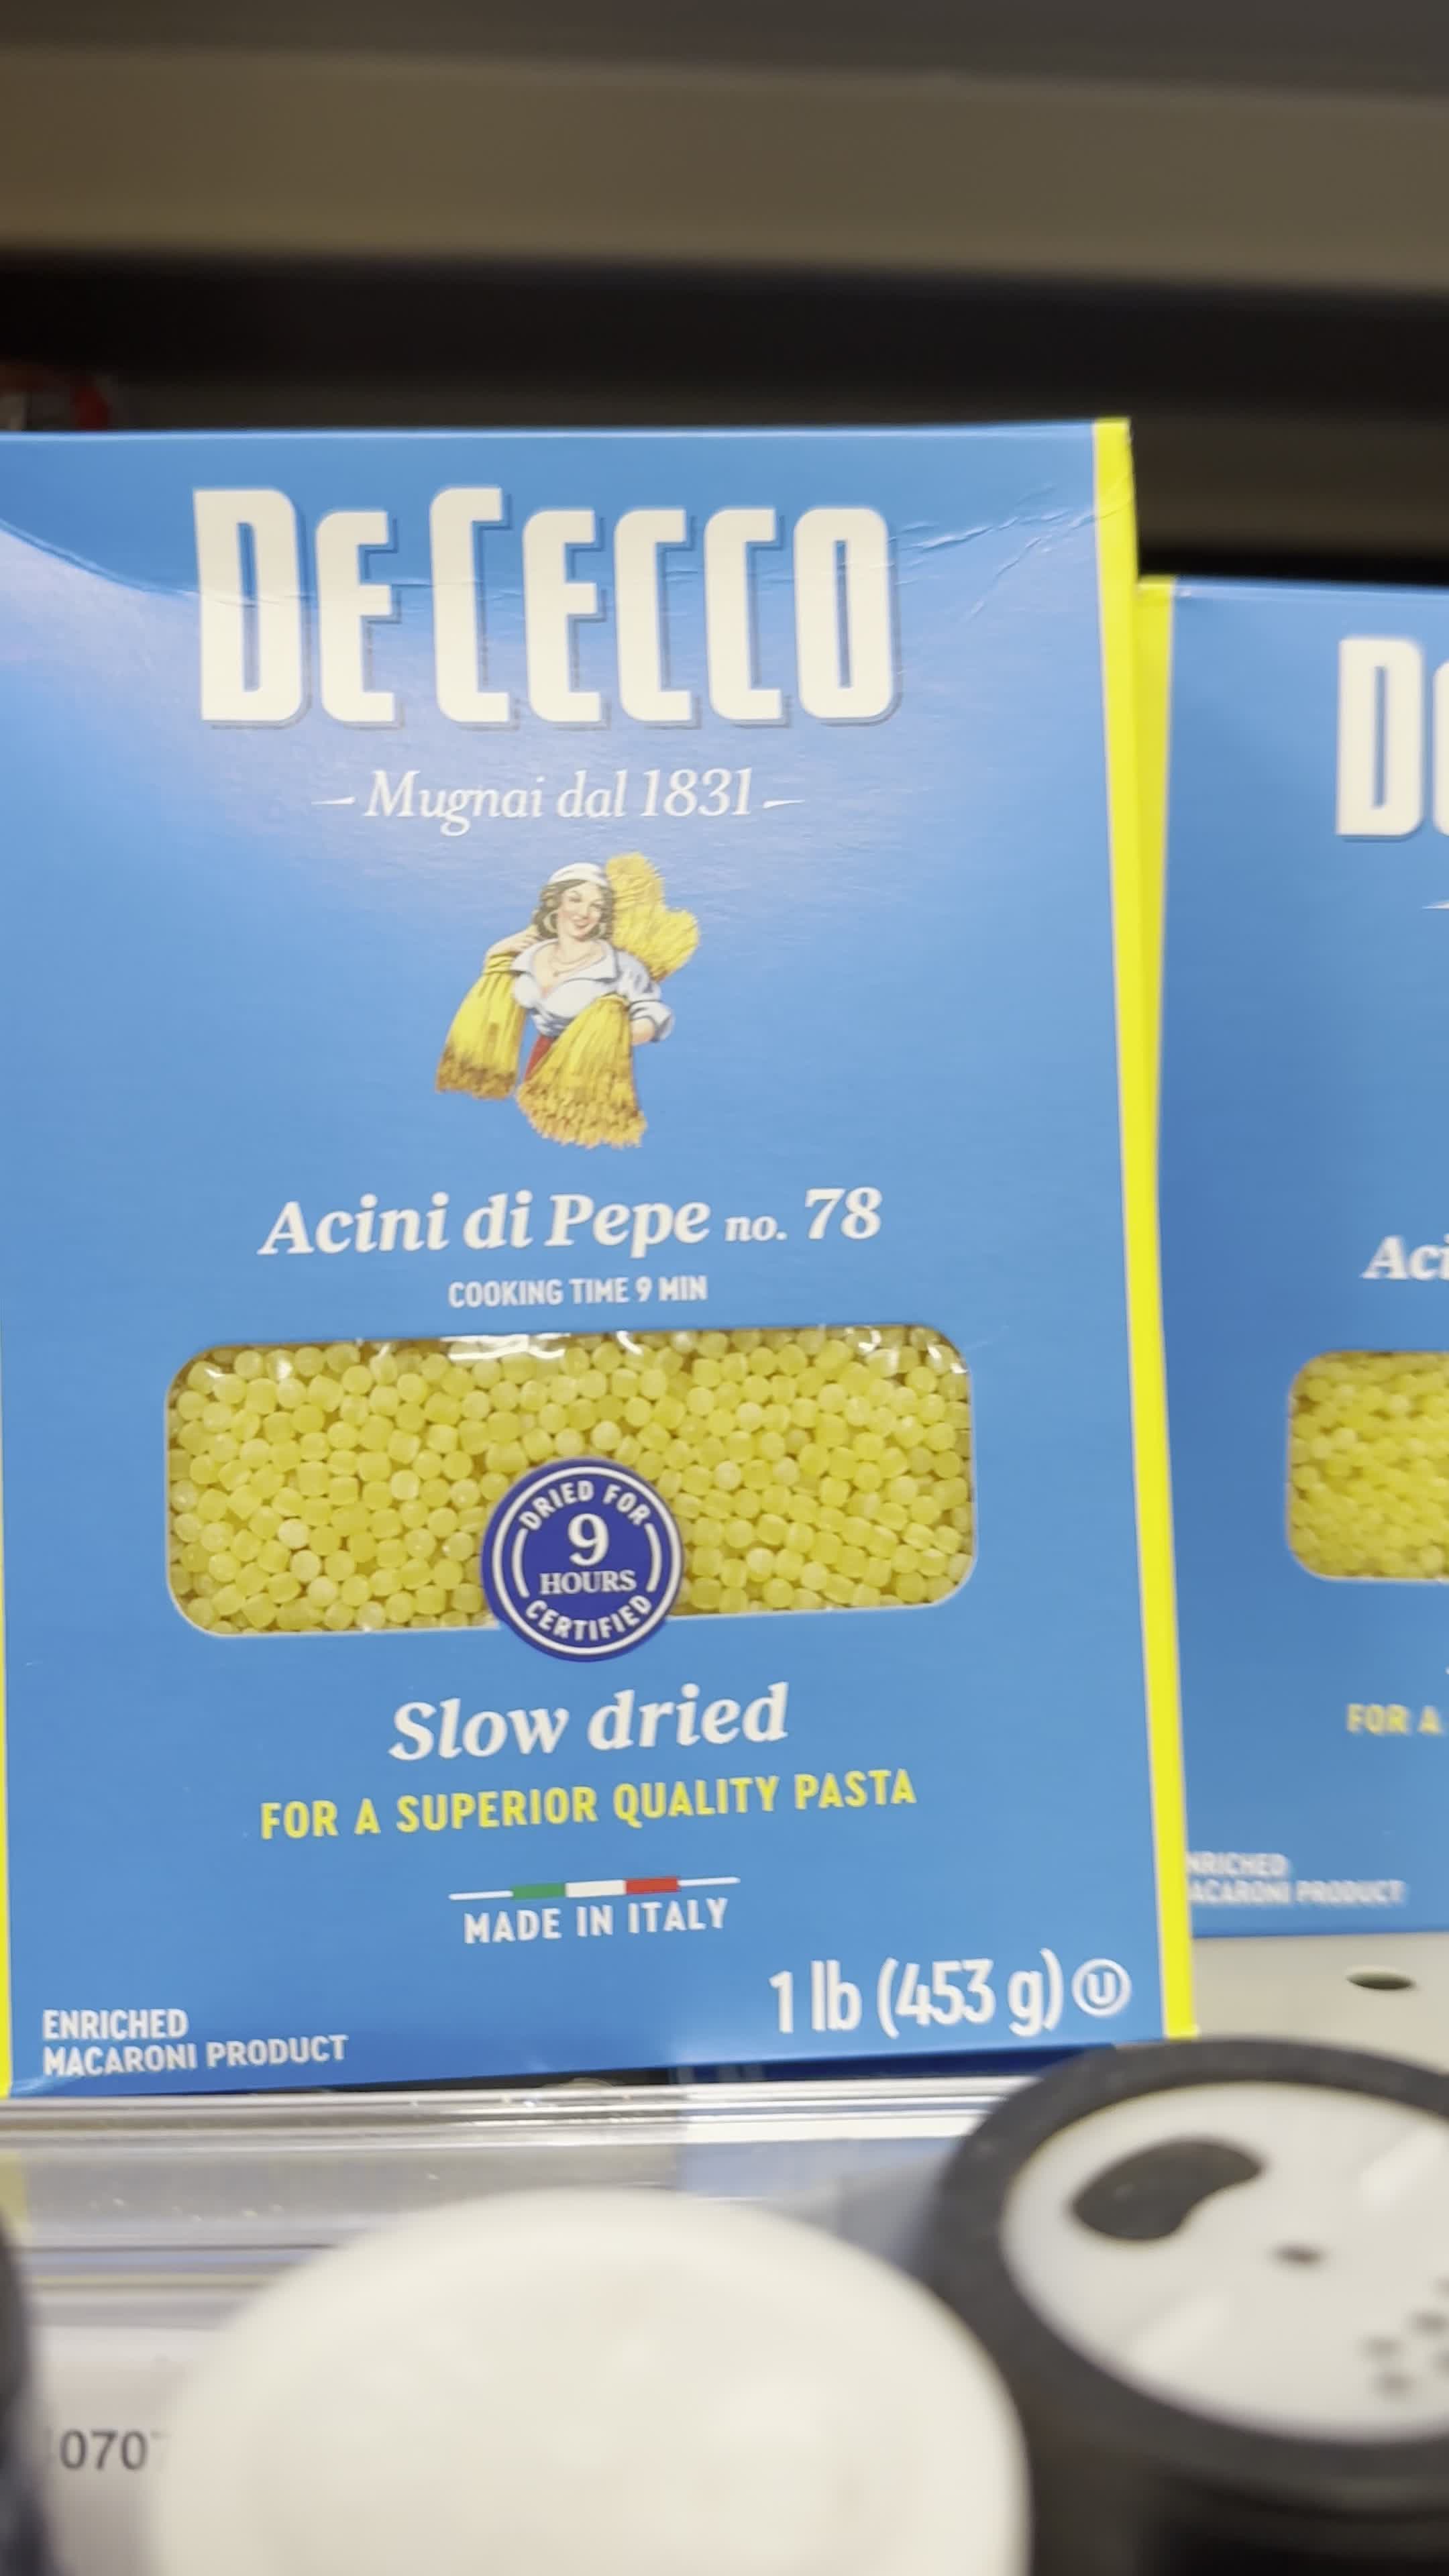 DE CECCO
Mugnai dal 1831
Acini di Pepe no. 78
COOKING TIME 9 MIN
DRIED FOR
9
HOURS
CERTIFIED
Slow dried
FOR A SUPERIOR QUALITY PASTA
MADE IN ITALY
1 lb (453 g) U
ENRICHED
MACARONI PRODUCT
FOR A
MACARONI PRODUCT
070